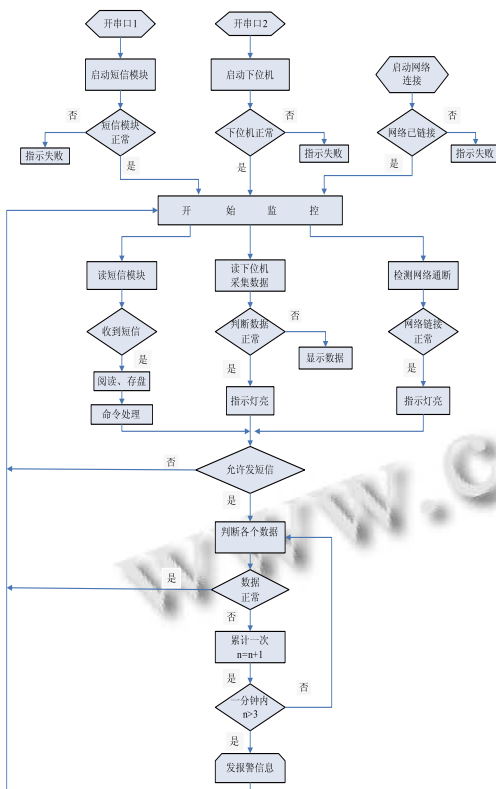 开串口1
开串口2
启动短信模块
启动下位机
启动网络
连接
否
短信模块
正常
是
指示失败
下位机正常
否
是
指示失败
网络已链接
否
是
指示失败
开 始 监 控
读短信模块
读下位机
采集数据
检测网络通断
收到短信
是
判断数据
正常
否
是
显示数据
网络链接
正常
是
阅读、存盘
命令处理
指示灯亮
指示灯亮
否
允许发短信
是
判断各个数据
是
数据
正常
否
累计一次
n=n+1
是
一分钟内
n>3
否
是
发报警信息
www.c